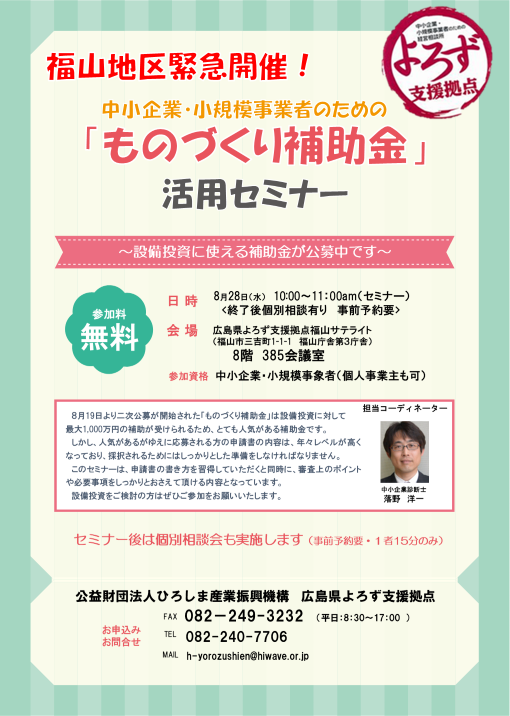 福山地区緊急開催！
中小企業・
小規模事業者のための
経営相談所
よろず
支援拠点
中小企業・小規模事業者のための
「ものづくり補助金」
活用セミナー
～設備投資に使える補助金が公募中です～
参加料
無料
日 時 8月28日（水） 10:00～11:00am（セミナー）
<終了後個別相談有り 事前予約要>
会 場 広島県よろず支援拠点福山サテライト
（福山市三吉町1-1-1 福山庁舎第3庁舎）
8階 385会議室
参加資格 中小企業・小規模事象者（個人事業主も可）
8月19日より二次公募が開始された「ものづくり補助金」は設備投資に対して
最大1,000万円の補助が受けられるため、とても人気がある補助金です。
しかし、人気があるがゆえに応募される方の申請書の内容は、年々レベルが高く
なっており、採択されるためにはしっかりとした準備をしなければなりません。
このセミナーは、申請書の書き方を習得していただくと同時に、審査上のポイント
や必要事項をしっかりとおさえて頂ける内容となっています。
設備投資をご検討の方はぜひご参加をお願いいたします。
担当コーディネーター
中小企業診断士
落野 洋一
セミナー後は個別相談会も実施します（事前予約要・1者15分のみ）
公益財団法人ひろしま産業振興機構 広島県よろず支援拠点
お申込み
お問合せ
FAX 082－249-3232 （平日：8:30～17:00 ）
TEL 082-240-7706
MAIL h-yorozushien@hiwave.or.jp